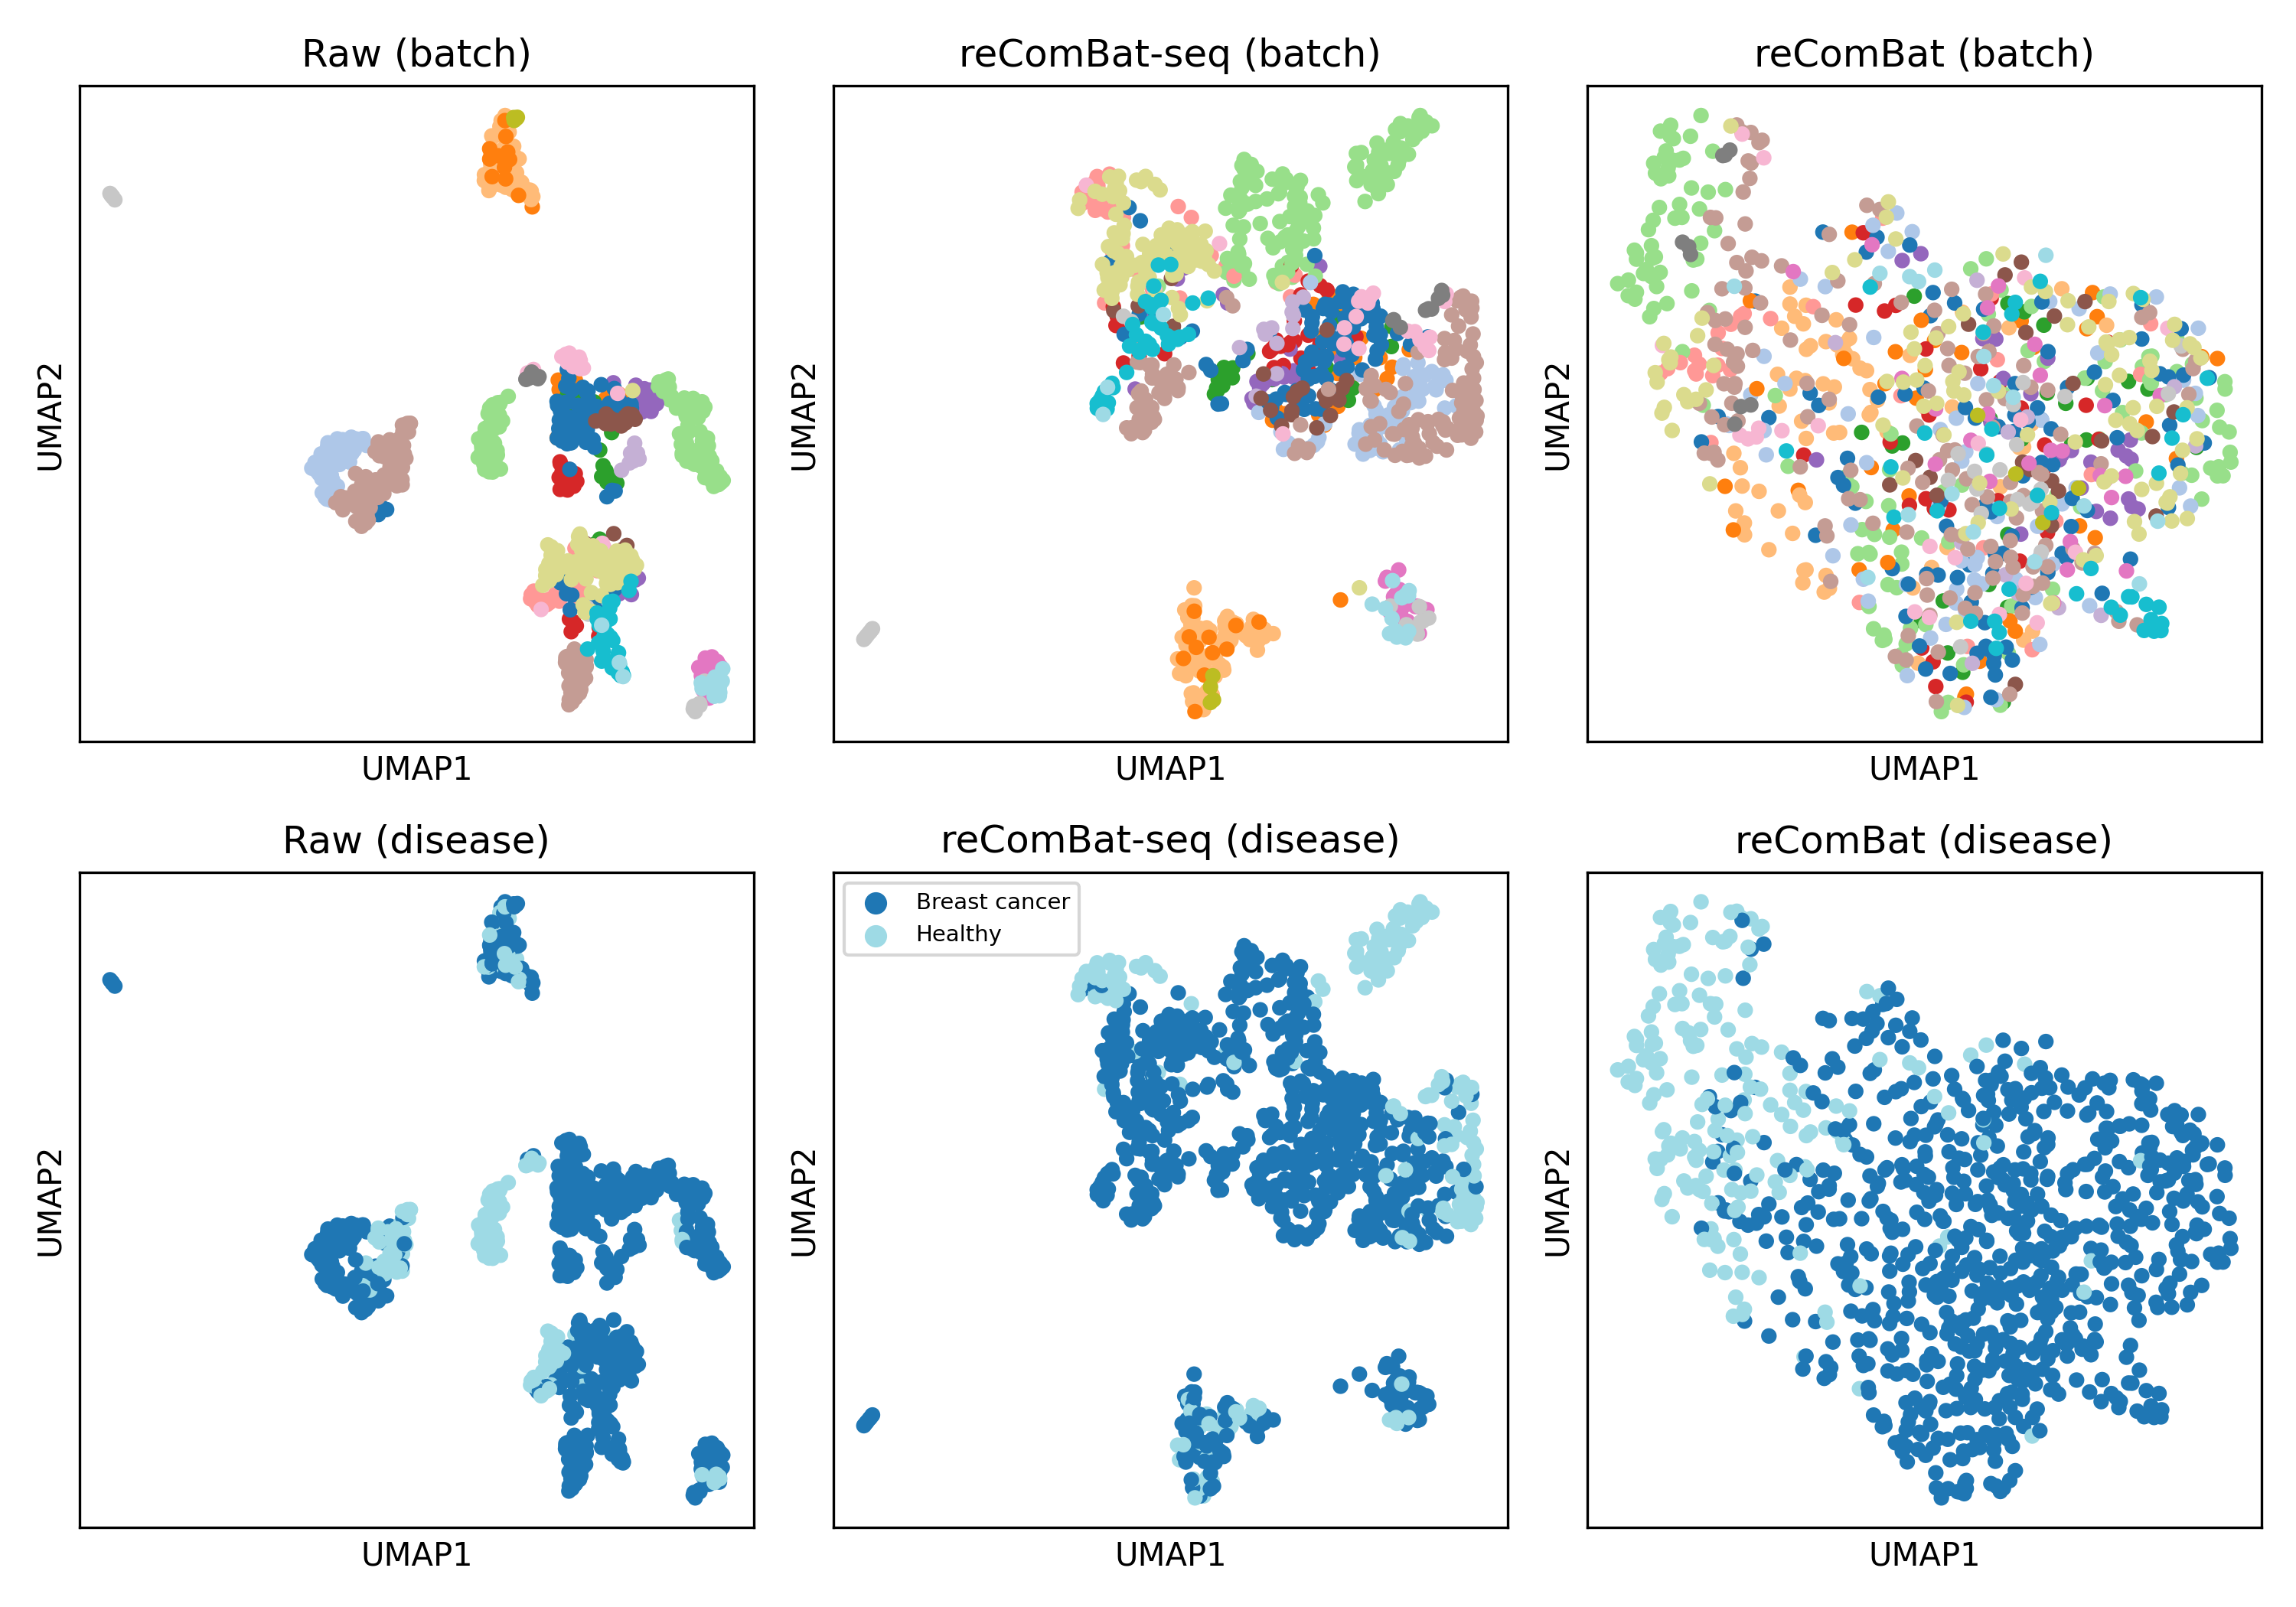 Raw (batch)
reComBat-seq (batch)
reComBat (batch)
UMAP2
UMAP2
UMAP2
UMAP1
UMAP1
UMAP1
Raw (disease)
reComBat-seq (disease)
reComBat (disease)
Breast cancer
Healthy
UMAP2
UMAP2
UMAP2
UMAP1
UMAP1
UMAP1